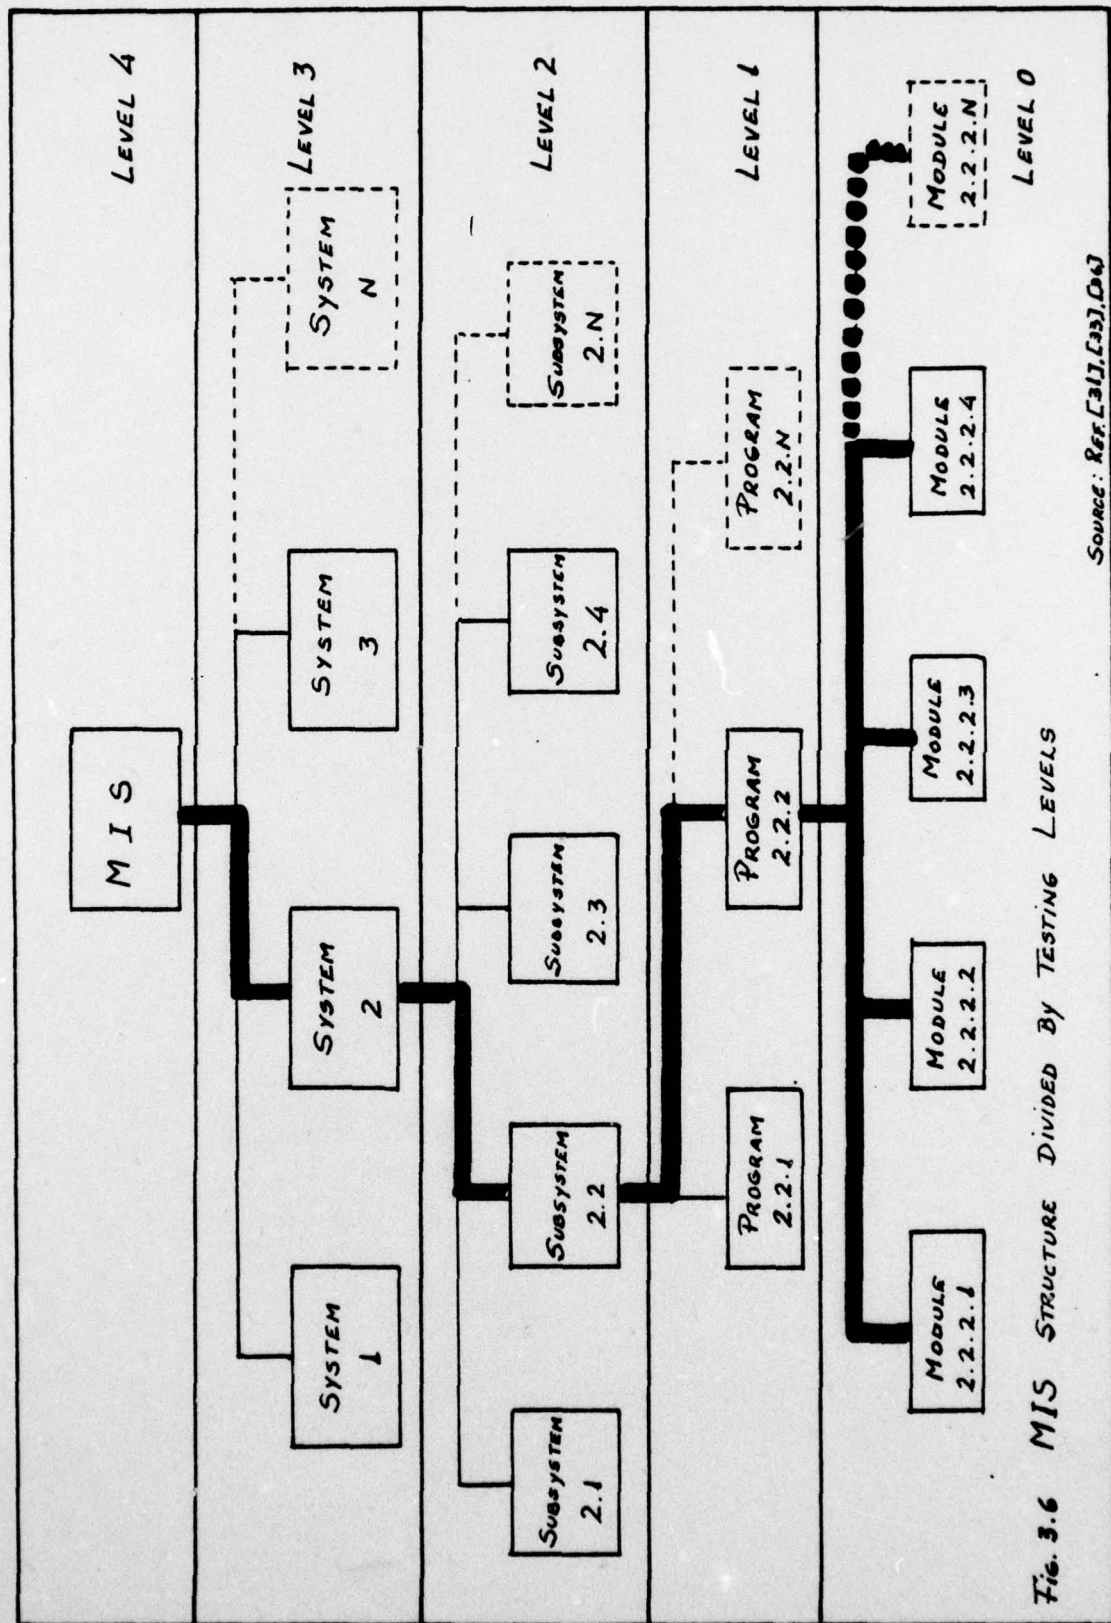 LEVEL 4
MIS
LEVEL 3
SYSTEM
1
SYSTEM
2
SYSTEM
3
SYSTEM
N
LEVEL 2
SUBSYSTEM
2.1
SUBSYSTEM
2.2
SUBSYSTEM
2.3
SUBSYSTEM
2.4
SUBSYSTEM
2.N
LEVEL 1
PROGRAM
2.2.1
PROGRAM
2.2.2
PROGRAM
2.2.N
MODULE
2.2.2.1
MODULE
2.2.2.2
MODULE
2.2.2.3
MODULE
2.2.2.4
MODULE
2.2.2.N
LEVEL 0
FIG. 3.6 MIS STRUCTURE DIVIDED BY TESTING LEVELS
SOURCE: REF. [31], [33],